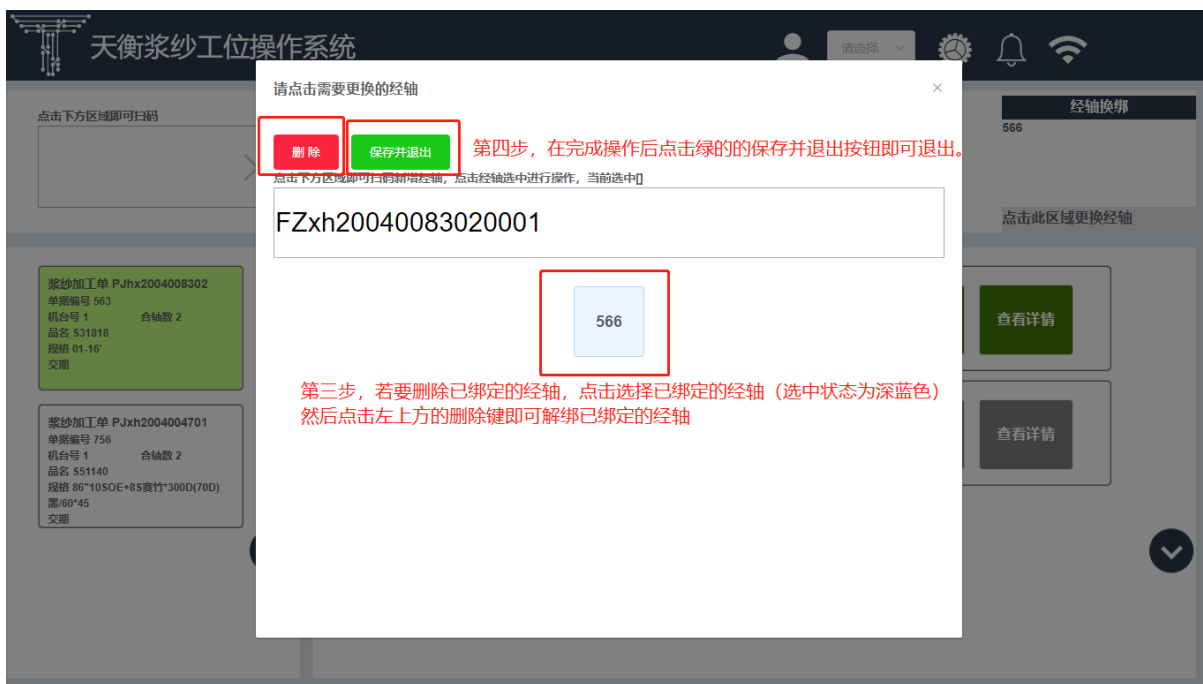 天衡浆纱工位操作系统
请选择
请点击需要更换的经轴
点击下方区域即可扫码
经轴换绑
566
删 除
保存并退出
第四步，在完成操作后点击绿的的保存并退出按钮即可退出。
点击下方区域即可扫码新增经轴，点击经轴选中进行操作，当前选中[]
FZxh20040083020001
点击此区域更换经轴
浆纱加工单 PJhx2004008302
单据编号 563
机台号 1 合轴数 2
品名 S31818
规格 01-16'
交期
566
查看详情
第三步，若要删除已绑定的经轴，点击选择已绑定的经轴（选中状态为深蓝色）
然后点击左上方的删除键即可解绑已绑定的经轴
浆纱加工单 PJxh2004004701
单据编号 756
机台号 1 合轴数 2
品名 S51140
规格 86"10SOE+8S赛竹*300D(70D)
黑/60*45
交期
查看详情